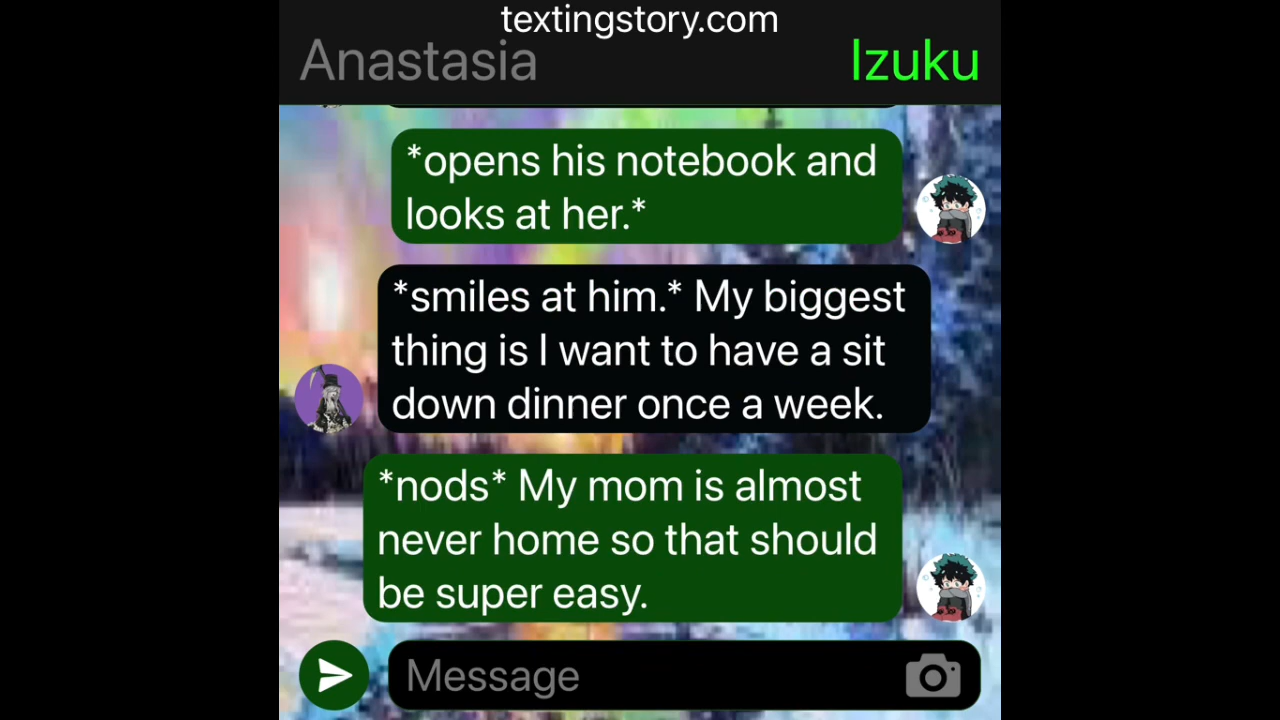 textingstory.com
Anastasia
Izuku
*opens his notebook and
looks at her.*
*smiles at him.* My biggest
thing is I want to have a sit
down dinner once a week.
*nods* My mom is almost
never home so that should
be super easy.
Message